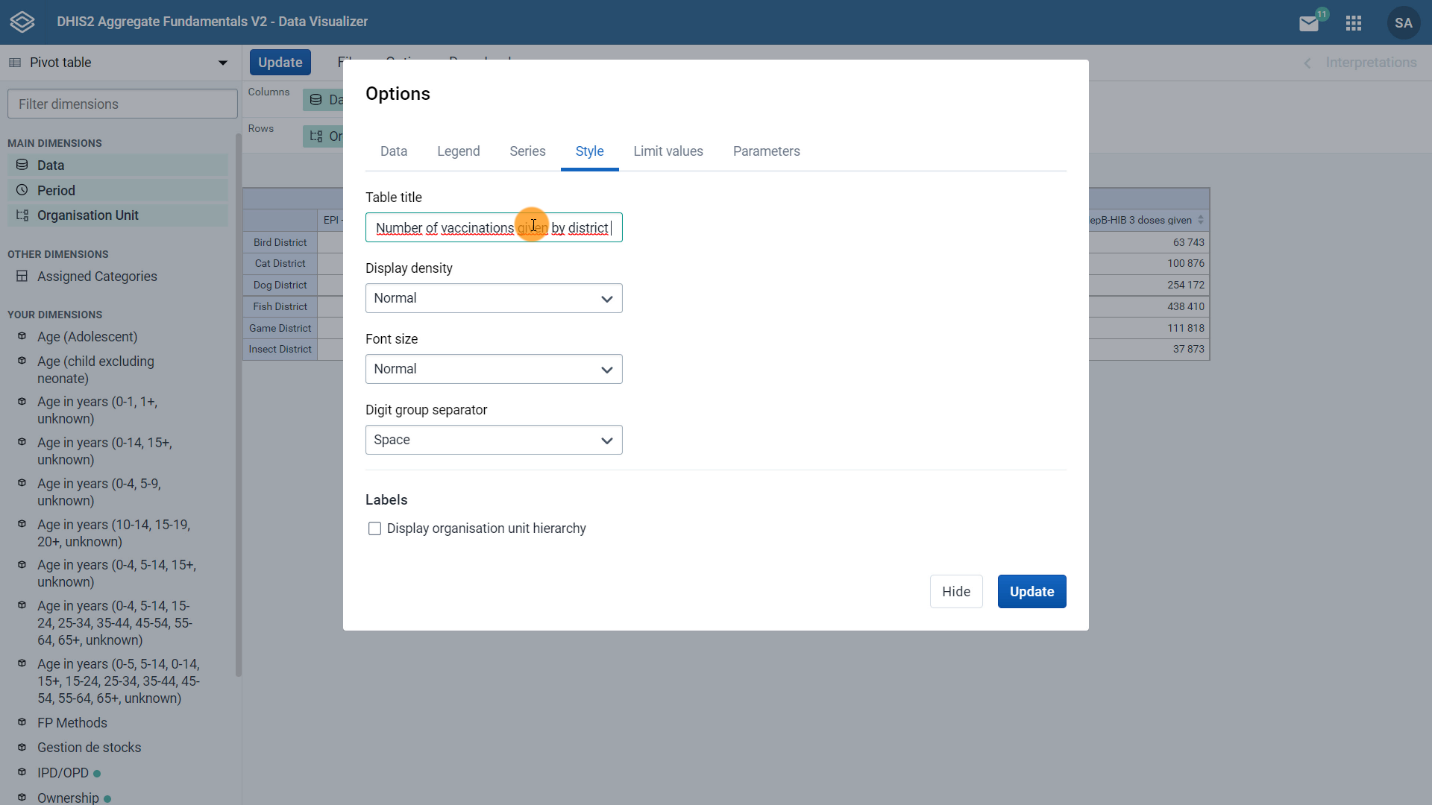 DHIS2 Aggregate Fundamentals V2 - Data Visualizer
11
SA
Pivot table
Update
Interpretations
Filter dimensions
Columns
Da
Rows
Or
MAIN DIMENSIONS
Data
Period
Organisation Unit
OTHER DIMENSIONS
Assigned Categories
YOUR DIMENSIONS
Age (Adolescent)
Age (child excluding
neonate)
Age in years (0-1, 1+,
unknown)
Age in years (0-14, 15+,
unknown)
Age in years (0-4, 5-9,
unknown)
Age in years (10-14, 15-19,
20+, unknown)
Age in years (0-4, 5-14, 15+,
unknown)
Age in years (0-4, 5-14, 15-
24, 25-34, 35-44, 45-54, 55-
64, 65+, unknown)
Age in years (0-5, 5-14, 0-14,
15+, 15-24, 25-34, 35-44, 45-
54, 55-64, 65+, unknown)
FP Methods
Gestion de stocks
IPD/OPD
Ownership
EPI -
epB-HIB 3 doses given
Bird District 63 743
Cat District 100 876
Dog District 254 172
Fish District 438 410
Game District 111 818
Insect District 37 873
Options
Data Legend Series Style Limit values Parameters
Table title
Number of vaccinations given by district
Display density
Normal
Font size
Normal
Digit group separator
Space
Labels
Display organisation unit hierarchy
Hide Update